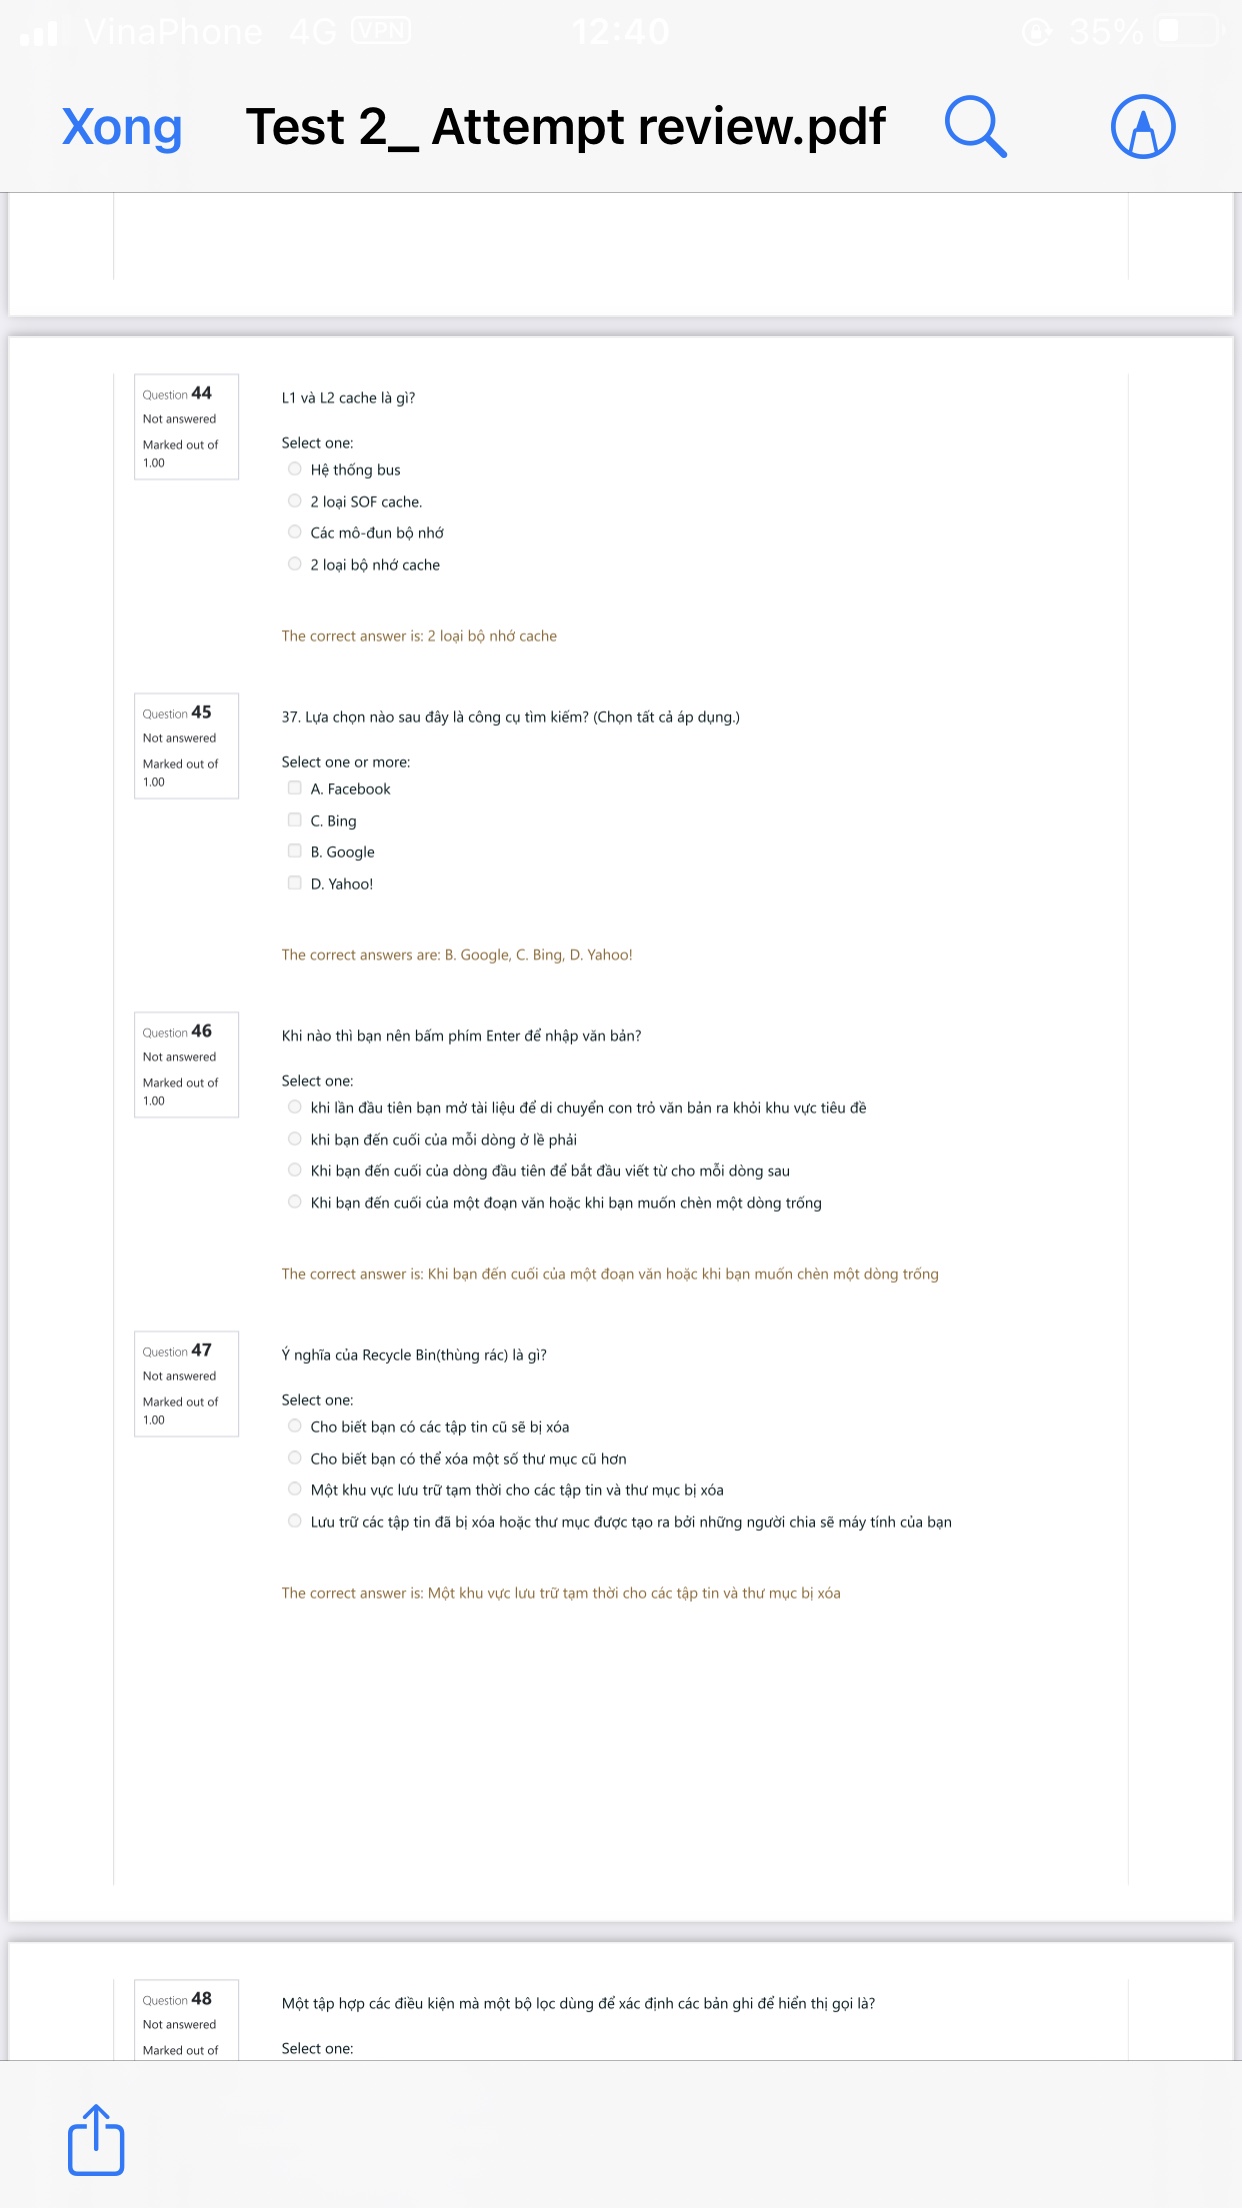 VinaPhone 4G VPN 12:40 35%
Xong Test 2_ Attempt review.pdf
Question 44
Not answered
Marked out of
1.00
L1 và L2 cache là gì?
Select one:
Hệ thống bus
2 loại SOF cache.
Các mô-đun bộ nhớ
2 loại bộ nhớ cache
The correct answer is: 2 loại bộ nhớ cache
Question 45
Not answered
Marked out of
1.00
37. Lựa chọn nào sau đây là công cụ tìm kiếm? (Chọn tất cả áp dụng.)
Select one or more:
A. Facebook
C. Bing
B. Google
D. Yahoo!
The correct answers are: B. Google, C. Bing, D. Yahoo!
Question 46
Not answered
Marked out of
1.00
Khi nào thì bạn nên bấm phím Enter để nhập văn bản?
Select one:
khi lần đầu tiên bạn mở tài liệu để di chuyển con trỏ văn bản ra khỏi khu vực tiêu đề
khi bạn đến cuối của mỗi dòng ở lề phải
Khi bạn đến cuối của dòng đầu tiên để bắt đầu viết từ cho mỗi dòng sau
Khi bạn đến cuối của một đoạn văn hoặc khi bạn muốn chèn một dòng trống
The correct answer is: Khi bạn đến cuối của một đoạn văn hoặc khi bạn muốn chèn một dòng trống
Question 47
Not answered
Marked out of
1.00
Ý nghĩa của Recycle Bin(thùng rác) là gì?
Select one:
Cho biết bạn có các tập tin cũ sẽ bị xóa
Cho biết bạn có thể xóa một số thư mục cũ hơn
Một khu vực lưu trữ tạm thời cho các tập tin và thư mục bị xóa
Lưu trữ các tập tin đã bị xóa hoặc thư mục được tạo ra bởi những người chia sẽ máy tính của bạn
The correct answer is: Một khu vực lưu trữ tạm thời cho các tập tin và thư mục bị xóa
Question 48
Not answered
Marked out of
Một tập hợp các điều kiện mà một bộ lọc dùng để xác định các bản ghi để hiển thị gọi là?
Select one: